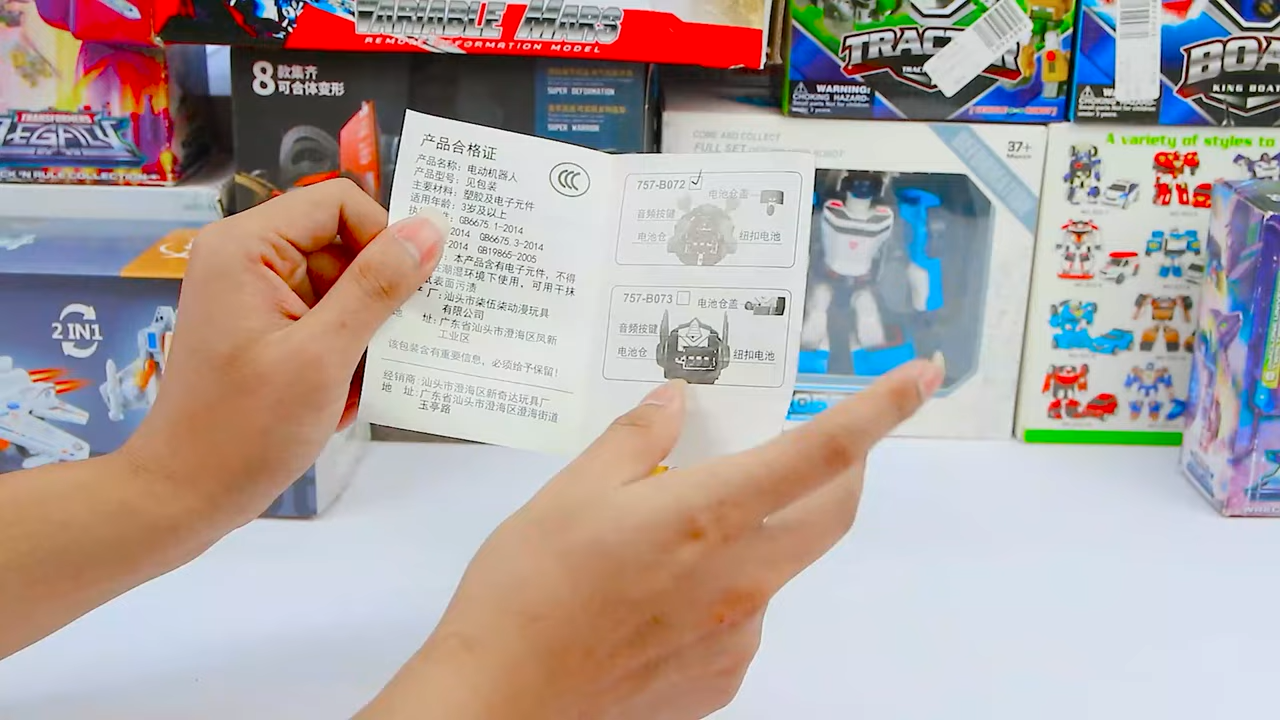 VARIABLE MARS
8款集齐
可合体变形
SUPER DEFORMATION
SUPER WARRIOR
TRANSFORMERS
LEGACY
2 IN 1
产品合格证
产品名称：电动机器人
产品型号：见包装
主要材料：塑胶及电子元件
适用年龄：3岁及以上
GB6675.1-2014
2014 GB6675.3-2014
2014 GB19865-2005
：本产品含有电子元件，不得
潮湿环境下使用，可用干抹
表面污渍
厂：汕头市柒伍柒动漫玩具
有限公司
址：广东省汕头市澄海区凤新
工业区
该包装含有重要信息，必须给予保留！
经销商：汕头市澄海区新奇达玩具厂
地 址：广东省汕头市澄海区澄海街道
玉亭路
CCC
757-B072
电池仓盖
音频按键
电池仓
纽扣电池
757-B073
电池仓盖
音频按键
电池仓
纽扣电池
WARNING:
CHOKING HAZARD-
KING BOA
37+
FULL SET
A variety of styles to